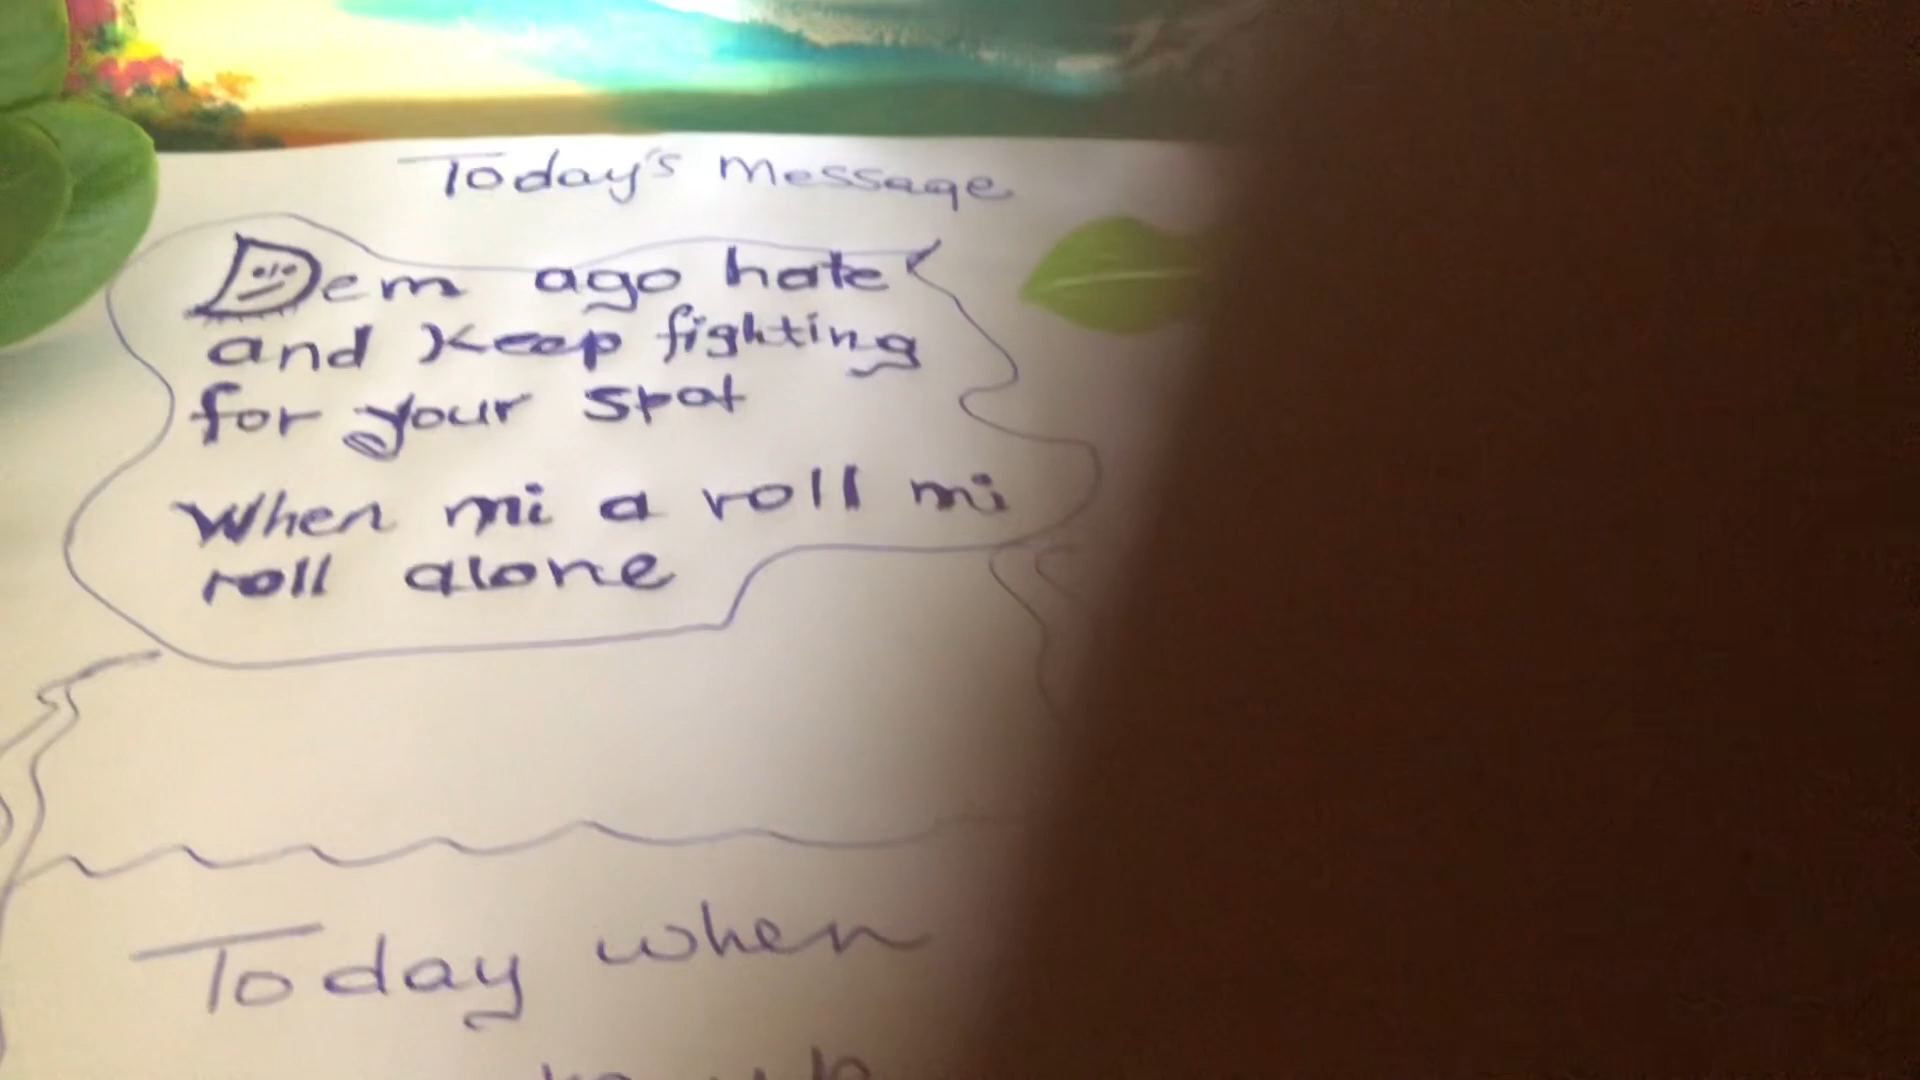 Today's Message
Dem ago hate
and Keep fighting
for your spot
When mi a roll mi
roll alone
Today when